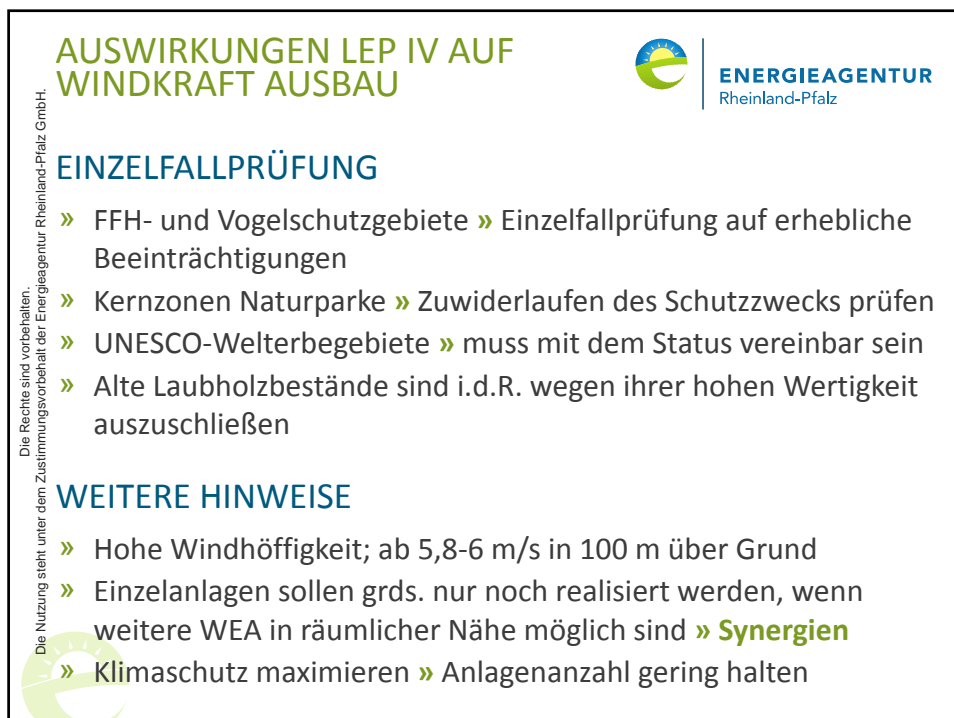 AUSWIRKUNGEN LEP IV AUF
WINDKRAFT AUSBAU
ENERGIEAGENTUR
Rheinland-Pfalz
EINZELFALLPRÜFUNG
» FFH- und Vogelschutzgebiete » Einzelfallprüfung auf erhebliche
Beeinträchtigungen
» Kernzonen Naturparke » Zuwiderlaufen des Schutzzwecks prüfen
» UNESCO-Welterbegebiete » muss mit dem Status vereinbar sein
» Alte Laubholzbestände sind i.d.R. wegen ihrer hohen Wertigkeit
auszuschließen
WEITERE HINWEISE
» Hohe Windhöffigkeit; ab 5,8-6 m/s in 100 m über Grund
» Einzelanlagen sollen grds. nur noch realisiert werden, wenn
weitere WEA in räumlicher Nähe möglich sind » Synergien
» Klimaschutz maximieren » Anlagenanzahl gering halten
Die Rechte sind vorbehalten.
Die Nutzung steht unter dem Zustimmungsvorbehalt der Energieagentur Rheinland-Pfalz GmbH.